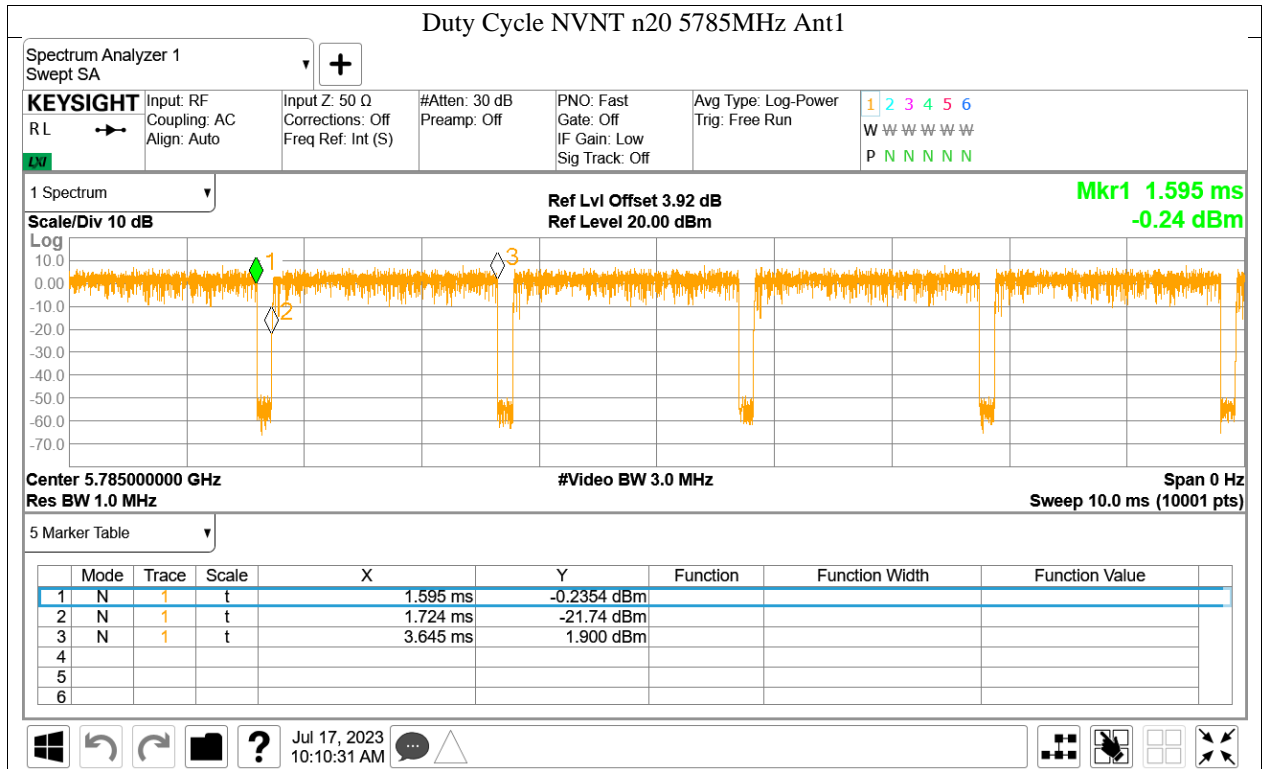 Duty Cycle NVNT n20 5785MHz Ant1
Spectrum Analyzer 1
Swept SA
KEYSIGHT
RL
LXI
Input: RF
Coupling: AC
Align: Auto
Input Z: 50 Ω
Corrections: Off
Freq Ref: Int (S)
#Atten: 30 dB
Preamp: Off
PNO: Fast
Gate: Off
IF Gain: Low
Sig Track: Off
Avg Type: Log-Power
Trig: Free Run
1 2 3 4 5 6
W W W W W W
P N N N N N
1 Spectrum
Scale/Div 10 dB
Ref Lvl Offset 3.92 dB
Ref Level 20.00 dBm
Mkr1 1.595 ms
-0.24 dBm
Log
10.0
0.00
-10.0
-20.0
-30.0
-40.0
-50.0
-60.0
-70.0
1
2
3
Center 5.785000000 GHz
Res BW 1.0 MHz
#Video BW 3.0 MHz
Span 0 Hz
Sweep 10.0 ms (10001 pts)
5 Marker Table
Mode Trace Scale X Y Function Function Width Function Value
1 N 1 t 1.595 ms -0.2354 dBm
2 N 1 t 1.724 ms -21.74 dBm
3 N 1 t 3.645 ms 1.900 dBm
4
5
6
?
Jul 17, 2023
10:10:31 AM